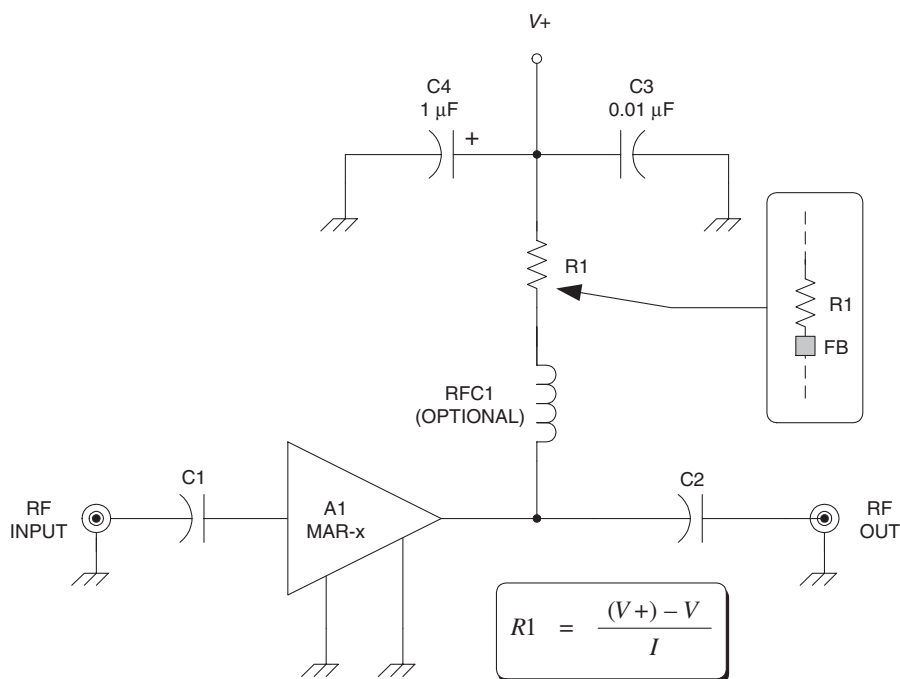 V+
C4
1 μF
+
C3
0.01 μF
R1
R1
FB
RFC1
(OPTIONAL)
RF
INPUT
C1
A1
MAR-x
C2
RF
OUT
R1 = (V+) – V / I